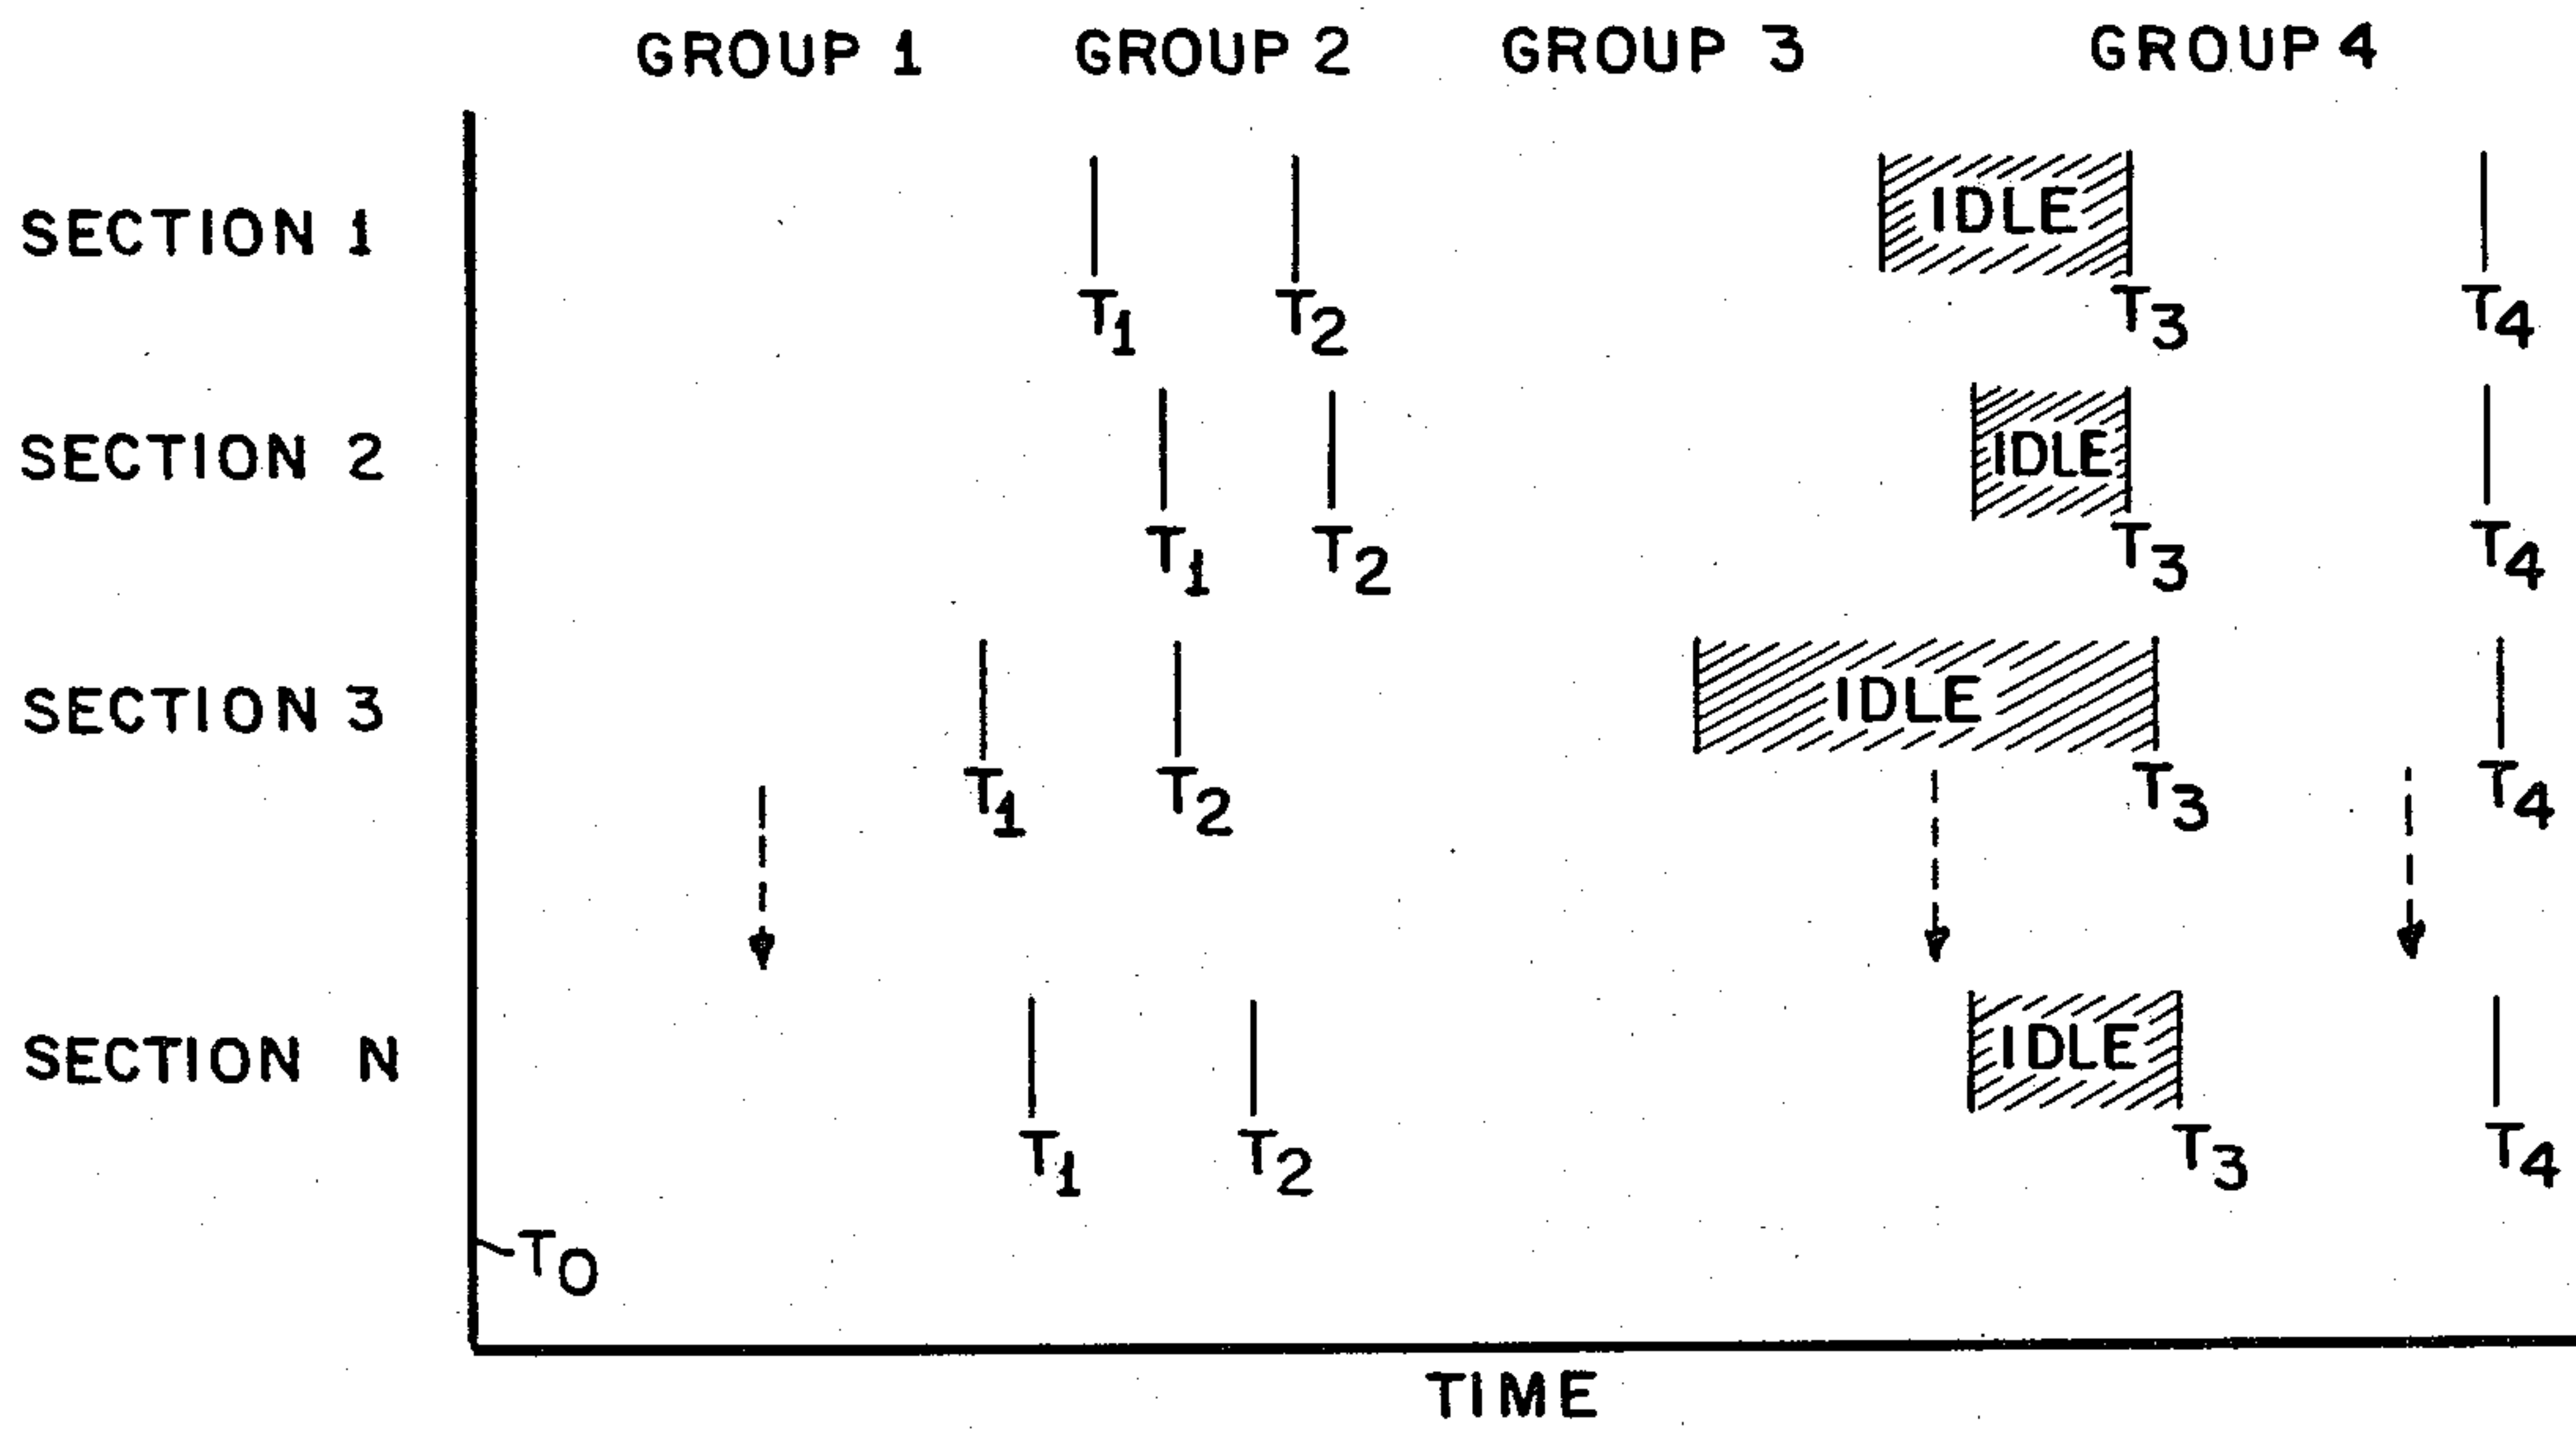 GROUP 1 GROUP 2 GROUP 3 GROUP 4
SECTION 1 IDLE
T1 T2 T3 T4
SECTION 2 IDLE
T1 T2 T3 T4
SECTION 3 IDLE
T1 T2 T3 T4
SECTION N IDLE
T1 T2 T3 T4
TO
TIME